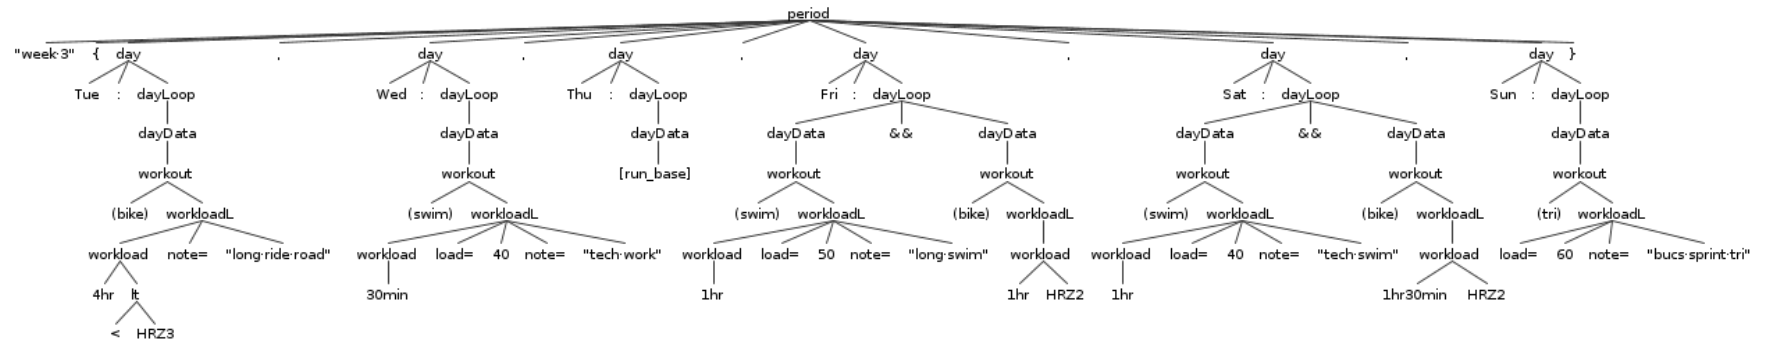 period
"week·3" { day , day , day , day , day , day }
Tue : dayLoop Wed : dayLoop Thu : dayLoop Fri : dayLoop Sat : dayLoop Sun : dayLoop
dayData dayData dayData dayData && dayData dayData && dayData dayData
workout workout [run_base] workout workout workout workout workout
(bike) workloadL (swim) workloadL (swim) workloadL (bike) workloadL (swim) workloadL (bike) workloadL (tri) workloadL
workload note= "long·ride·road" workload load= 40 note= "tech·work" workload load= 50 note= "long·swim" workload workload load= 40 note= "tech·swim" workload load= 60 note= "bucs·sprint·tri"
4hr lt 30min 1hr 1hr HRZ2 1hr 1hr30min HRZ2
< HRZ3